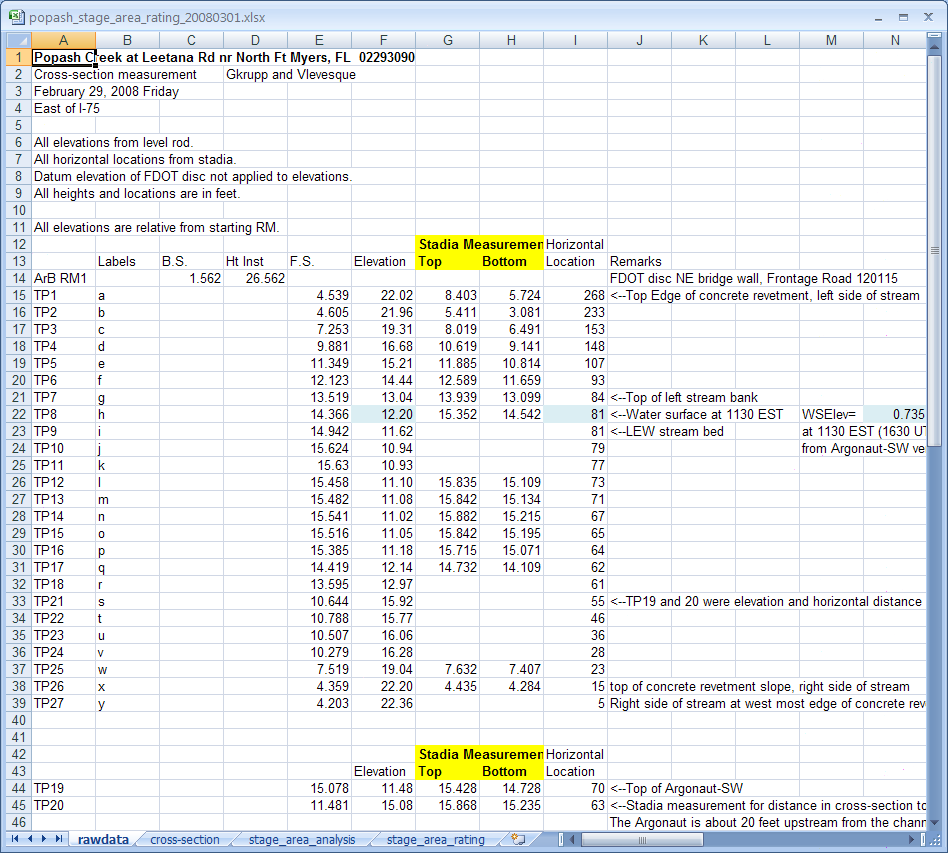 popash_stage_area_rating_20080301.xlsx
A B C D E F G H I J K L M N
1 Popash Creek at Leetana Rd nr North Ft Myers, FL 02293090
2 Cross-section measurement Gkrupp and Vlevesque
3 February 29, 2008 Friday
4 East of I-75
5
6 All elevations from level rod.
7 All horizontal locations from stadia.
8 Datum elevation of FDOT disc not applied to elevations.
9 All heights and locations are in feet.
10
11 All elevations are relative from starting RM.
12 Stadia Measuremen Horizontal
13 Labels B.S. Ht Inst F.S. Elevation Top Bottom Location Remarks
14 ArB RM1 1.562 26.562 FDOT disc NE bridge wall, Frontage Road 120115
15 TP1 a 4.539 22.02 8.403 5.724 268 <--Top Edge of concrete revetment, left side of stream
16 TP2 b 4.605 21.96 5.411 3.081 233
17 TP3 c 7.253 19.31 8.019 6.491 153
18 TP4 d 9.881 16.68 10.619 9.141 148
19 TP5 e 11.349 15.21 11.885 10.814 107
20 TP6 f 12.123 14.44 12.589 11.659 93
21 TP7 g 13.519 13.04 13.939 13.099 84 <--Top of left stream bank
22 TP8 h 14.366 12.20 15.352 14.542 81 <--Water surface at 1130 EST WSElev= 0.735
23 TP9 i 14.942 11.62 81 <--LEW stream bed at 1130 EST (1630 UT
24 TP10 j 15.624 10.94 79 from Argonaut-SW ve
25 TP11 k 15.63 10.93 77
26 TP12 l 15.458 11.10 15.835 15.109 73
27 TP13 m 15.482 11.08 15.842 15.134 71
28 TP14 n 15.541 11.02 15.882 15.215 67
29 TP15 o 15.516 11.05 15.842 15.195 65
30 TP16 p 15.385 11.18 15.715 15.071 64
31 TP17 q 14.419 12.14 14.732 14.109 62
32 TP18 r 13.595 12.97 61
33 TP21 s 10.644 15.92 55 <--TP19 and 20 were elevation and horizontal distance
34 TP22 t 10.788 15.77 46
35 TP23 u 10.507 16.06 36
36 TP24 v 10.279 16.28 28
37 TP25 w 7.519 19.04 7.632 7.407 23
38 TP26 x 4.359 22.20 4.435 4.284 15 top of concrete revetment slope, right side of stream
39 TP27 y 4.203 22.36 5 Right side of stream at west most edge of concrete rev
40
41
42 Stadia Measuremen Horizontal
43 Elevation Top Bottom Location
44 TP19 15.078 11.48 15.428 14.728 70 <--Top of Argonaut-SW
45 TP20 11.481 15.08 15.868 15.235 63 <--Stadia measurement for distance in cross-section to
46 The Argonaut is about 20 feet upstream from the chann
rawdata cross-section stage_area_analysis stage_area_rating